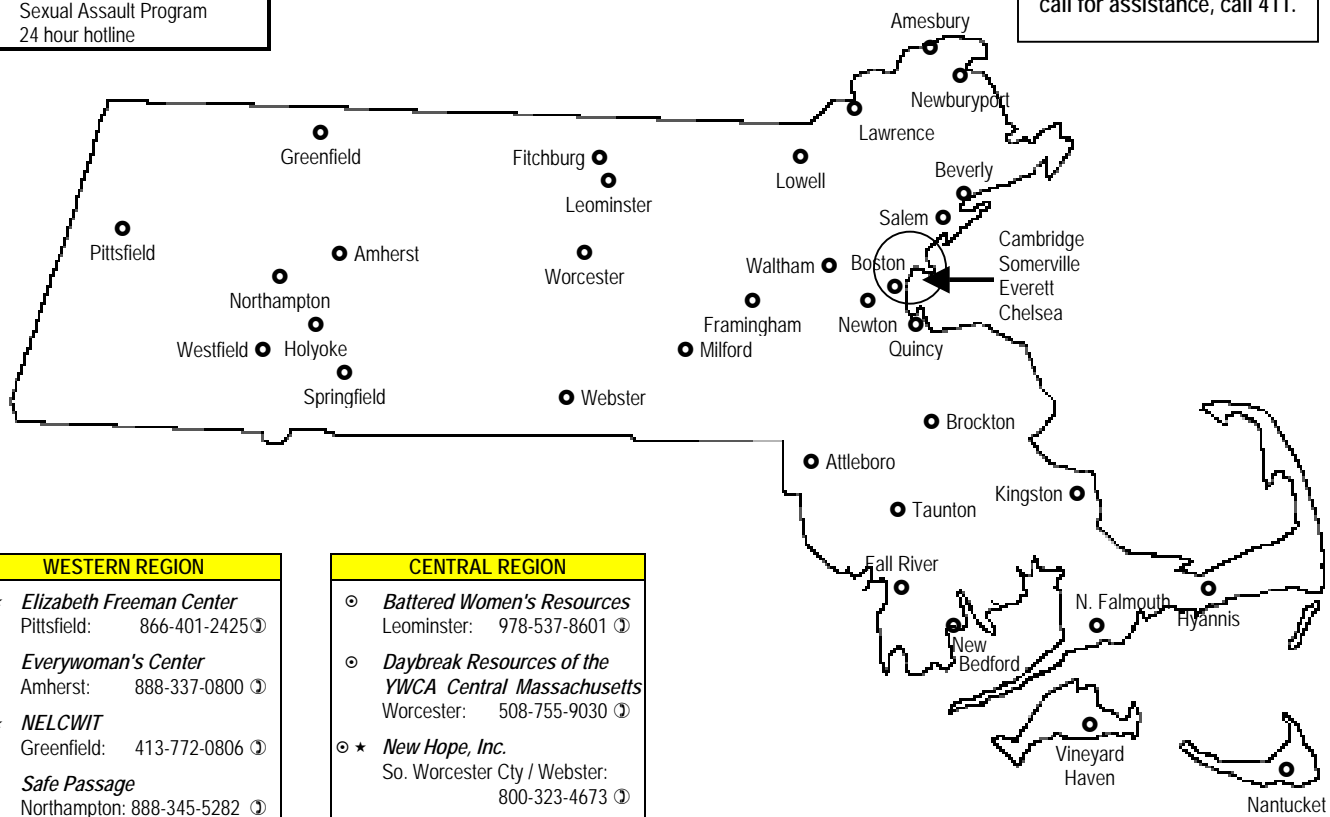 Sexual Assault Program
24 hour hotline
call for assistance, call 411.
Amesbury
Newburyport
Lawrence
Greenfield
Fitchburg
Lowell
Leominster
Beverly
Salem
Pittsfield
Amherst
Worcester
Waltham
Boston
Cambridge
Somerville
Everett
Chelsea
Northampton
Framingham
Newton
Quincy
Westfield
Holyoke
Milford
Springfield
Webster
Brockton
Attleboro
Kingston
Taunton
Fall River
N. Falmouth
Hyannis
New
Bedford
Vineyard
Haven
Nantucket
WESTERN REGION
Elizabeth Freeman Center
Pittsfield: 866-401-2425
Everywoman's Center
Amherst: 888-337-0800
★ NELCWIT
Greenfield: 413-772-0806
Safe Passage
Northampton: 888-345-5282
CENTRAL REGION
⊙ Battered Women's Resources
Leominster: 978-537-8601
⊙ Daybreak Resources of the
YWCA Central Massachusetts
Worcester: 508-755-9030
⊙ ★ New Hope, Inc.
So. Worcester Cty / Webster:
800-323-4673